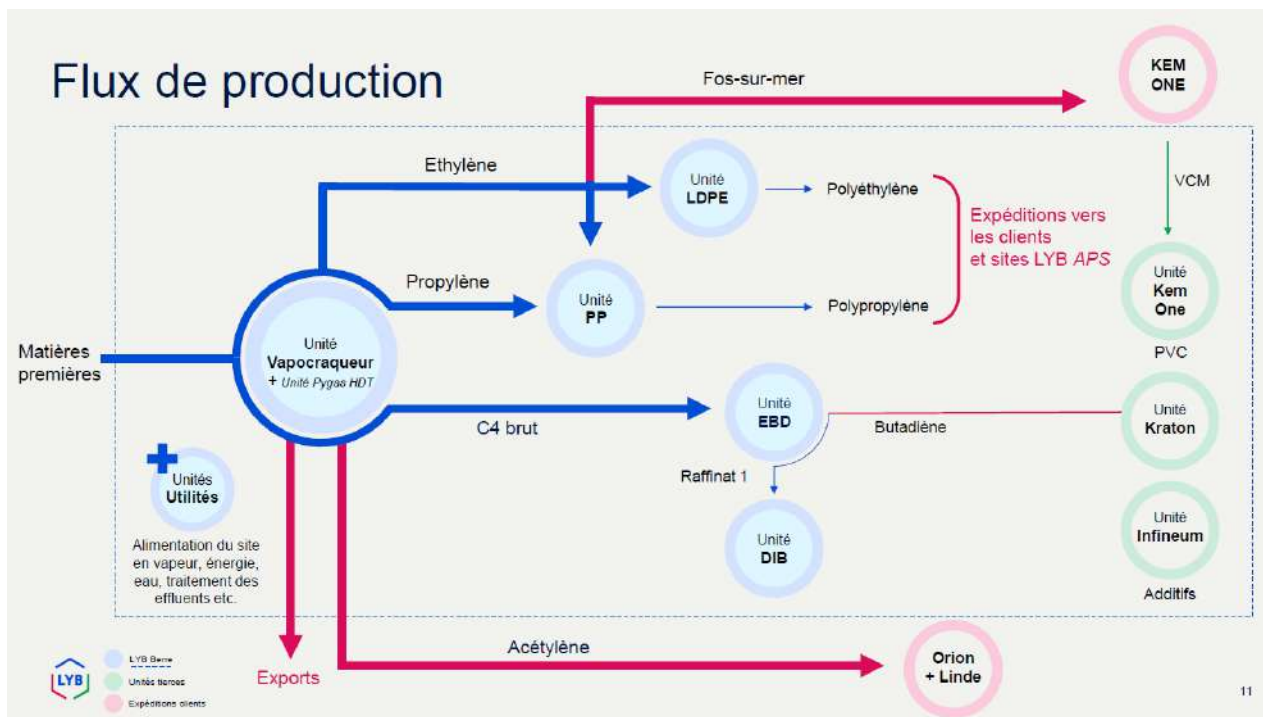 Flux de production
Fos-sur-mer
KEM
ONE
Ethylène
Unité
LDPE
Polyéthylène
Expéditions vers
les clients
et sites LYB APS
VCM
Propylène
Unité
PP
Polypropylène
Unité
Kem
One
PVC
Matières
premières
Unité
Vapocraqueur
+ Unité Pygas HDT
C4 brut
Unité
EBD
Butadiène
Unité
Kraton
Raffinat 1
Unités
Utilités
Unité
DIB
Unité
Infineum
Additifs
Alimentation du site
en vapeur, énergie,
eau, traitement des
effluents etc.
Acétylène
Exports
Orion
+ Linde
LYB
LYB Berre
Unités tierces
Expéditions clients
11